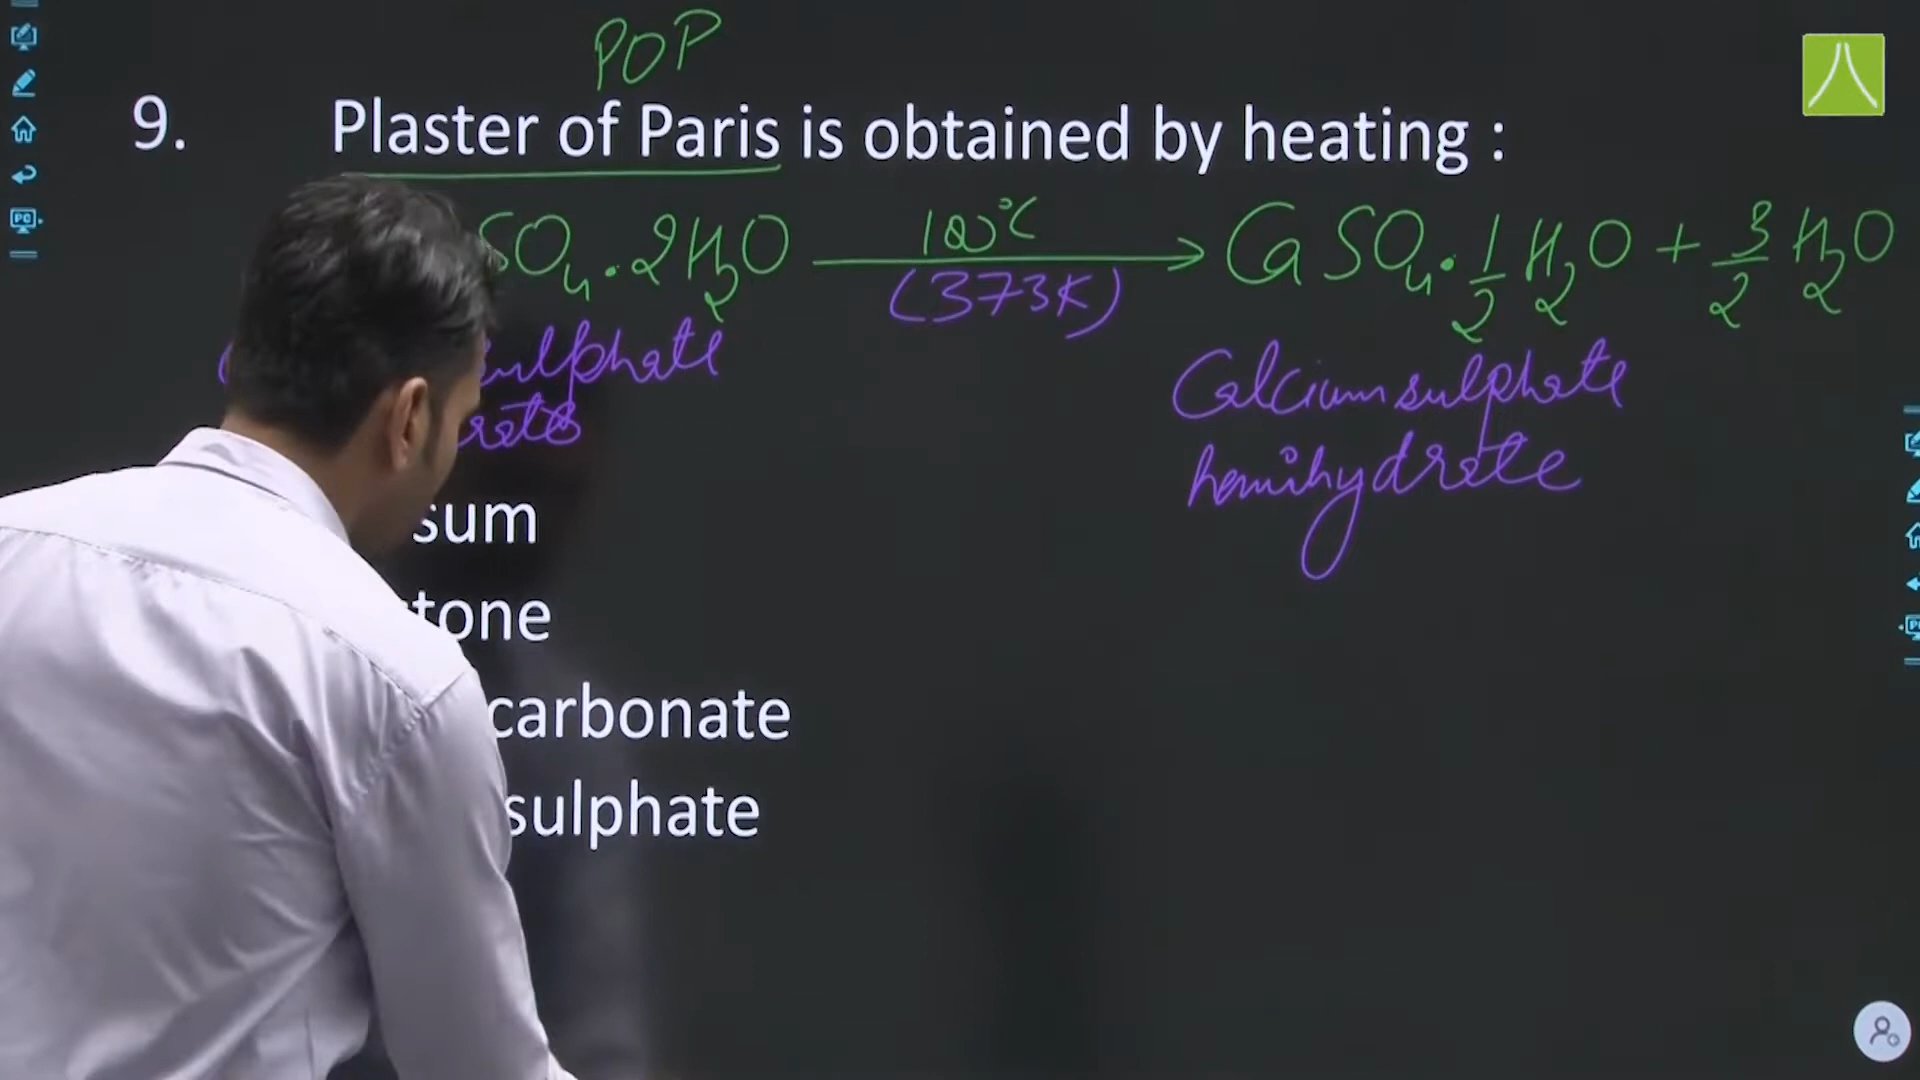 POP
9. Plaster of Paris is obtained by heating :
SO₄.2H₂O 100°C (373K) → CaSO₄.1/2 H₂O + 3/2 H₂O
sulphate
Calcium sulphate
hemihydrate
sum
tone
carbonate
sulphate
PC